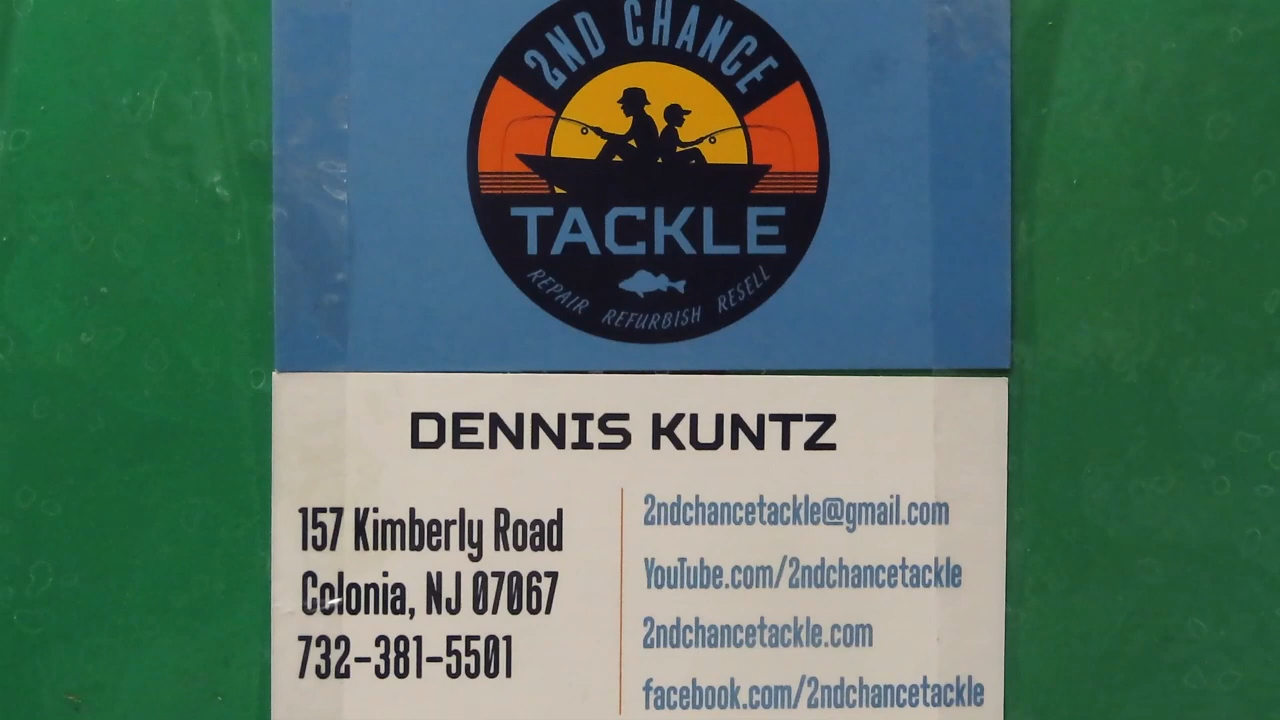 2ND CHANCE
TACKLE
REPAIR REFURBISH RESELL
DENNIS KUNTZ
157 Kimberly Road
Colonia, NJ 07067
732-381-5501
2ndchancetackle@gmail.com
YouTube.com/2ndchancetackle
2ndchancetackle.com
facebook.com/2ndchancetackle